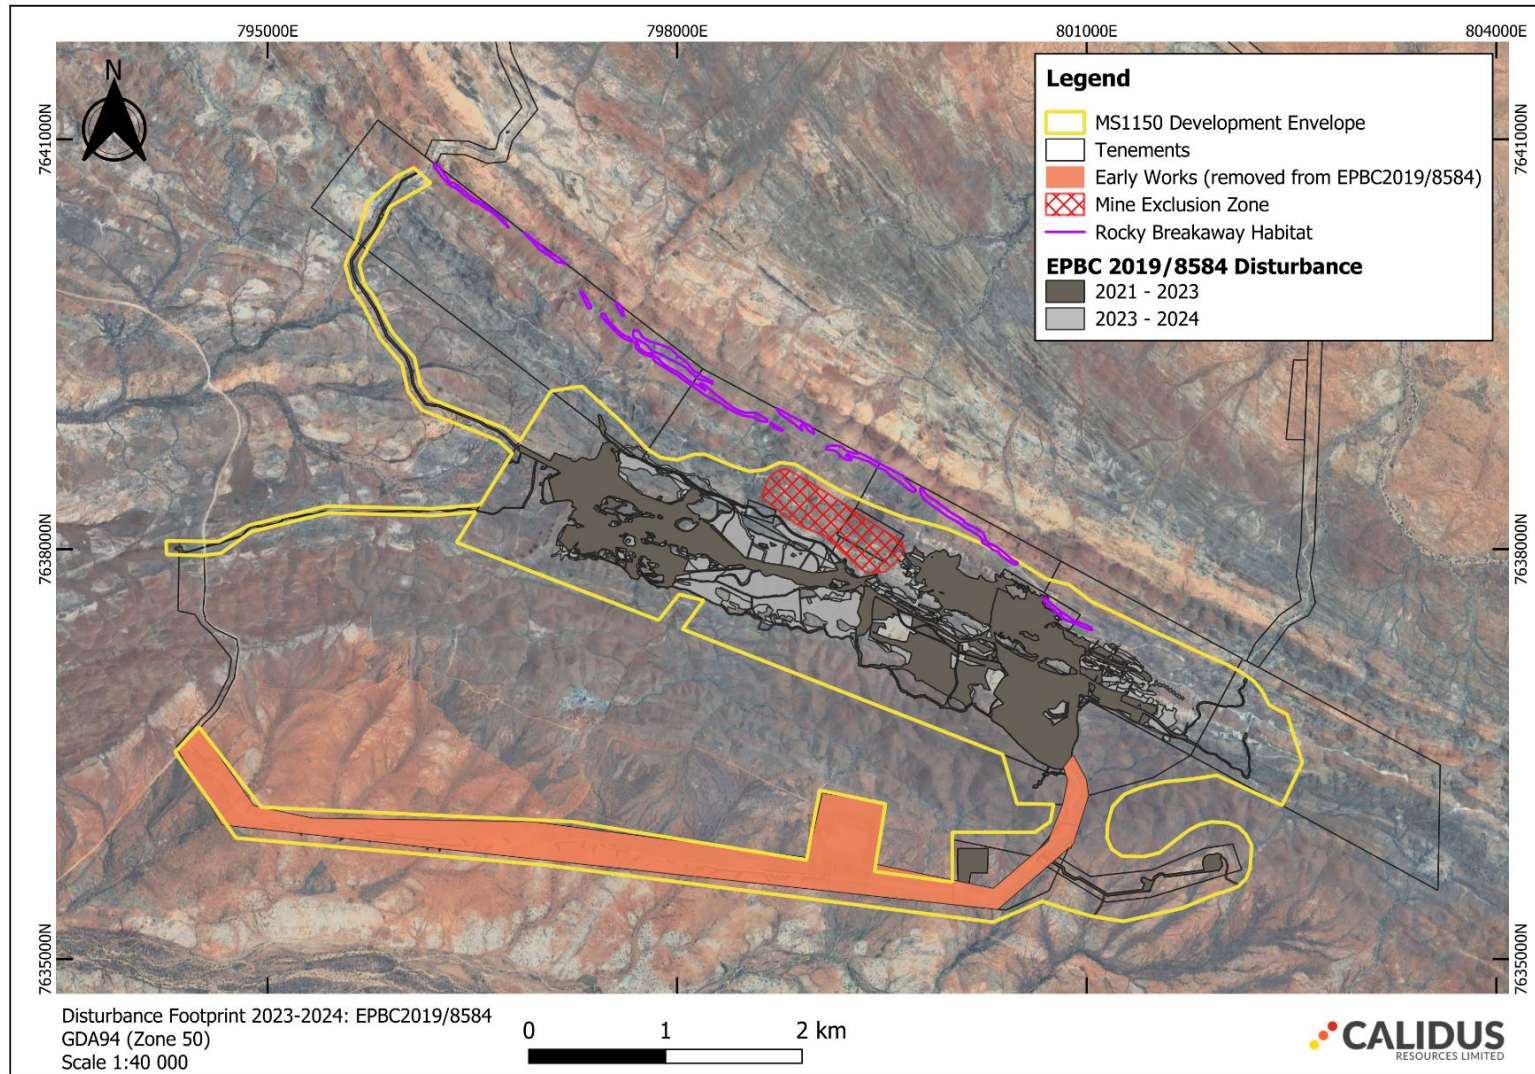 795000E
798000E
801000E
804000E
N
7641000N
7641000N
Legend
MS1150 Development Envelope
Tenements
Early Works (removed from EPBC2019/8584)
Mine Exclusion Zone
Rocky Breakaway Habitat
EPBC 2019/8584 Disturbance
2021 - 2023
2023 - 2024
7638000N
7638000N
7635000N
7635000N
Disturbance Footprint 2023-2024: EPBC2019/8584
GDA94 (Zone 50)
Scale 1:40 000
0 1 2 km
CALIDUS
RESOURCES LIMITED